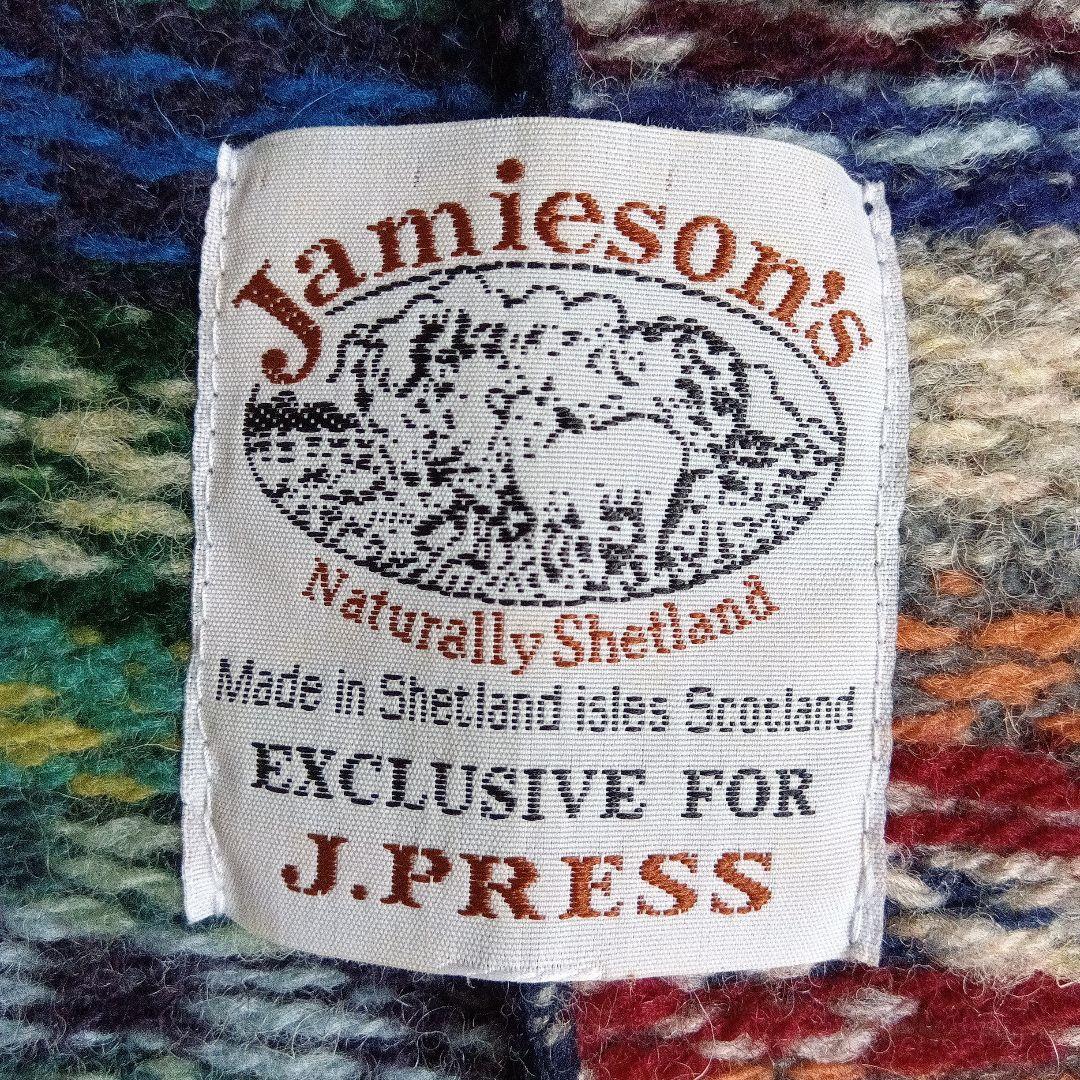 Jamieson's
Naturally Shetland
Made in Shetland isles Scotland
EXCLUSIVE FOR
J.PRESS